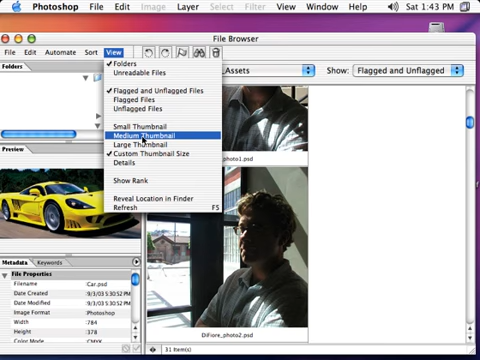 Photoshop File Edit Image Layer Select Filter View Window Help Sat 1:43 PM
File Browser
File Edit Automate Sort View
Folders
_Assets
Show: Flagged and Unflagged
Folders
Unreadable Files
Flagged and Unflagged Files
Flagged Files
Unflagged Files
Small Thumbnail
Medium Thumbnail
Large Thumbnail
Custom Thumbnail Size
Details
Show Rank
Reveal Location in Finder
Refresh F5
_photo1.psd
Preview
Metadata Keywords
File Properties
Filename Car.psd
Date Created 9/3/03 5:30:52 PM
Date Modified 9/3/03 5:30:52 PM
Image Format Photoshop
Width 784
Height 378
Color Mode CMYK
DiFiore_photo2.psd
31 Item(s)